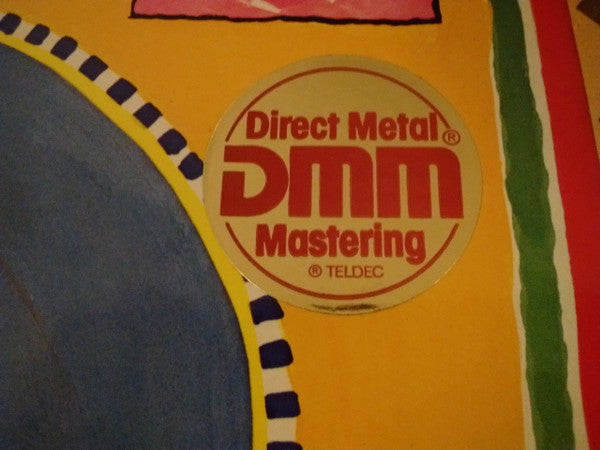 Direct Metal ®
DMM
Mastering
® TELDEC